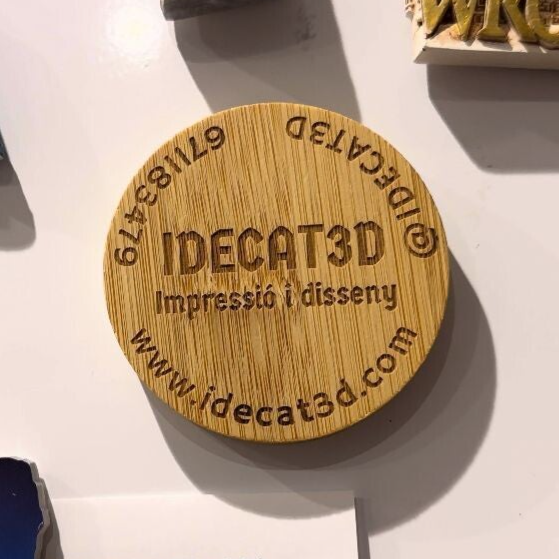 IDECAT3D
Impressió i disseny
www.idecat3d.com
@IDECAT3D
671183479